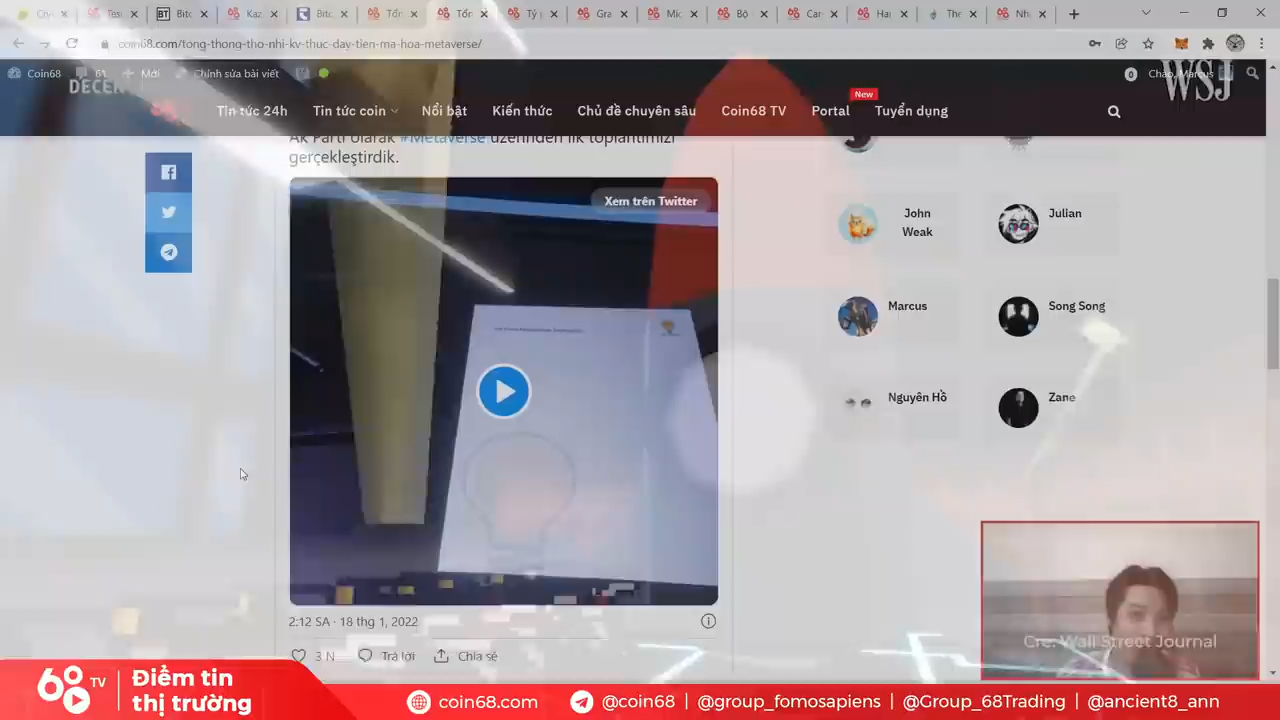 coin68.com/tong-thong-tho-nhi-ky-thuc-day-tien-ma-hoa-metaverse/
Coin68
Mới
Chỉnh sửa bài viết
0
Chào, Marcus
DECEN
WSJ
Tin tức 24h
Tin tức coin
Nổi bật
Kiến thức
Chủ đề chuyên sâu
Coin68 TV
Portal
New
Tuyển dụng
Ak Parti olarak #Metaverse üzerinden ilk toplantımızı
gerçekleştirdik.
Xem trên Twitter
John
Weak
Julian
Marcus
Song Song
Nguyên Hồ
Zane
2:12 SA · 18 thg 1, 2022
3 N
Trả lời
Chia sẻ
Cre: Wall Street Journal
68 TV
Điểm tin
thị trường
coin68.com
@coin68 | @group_fomosapiens | @Group_68Trading | @ancient8_ann